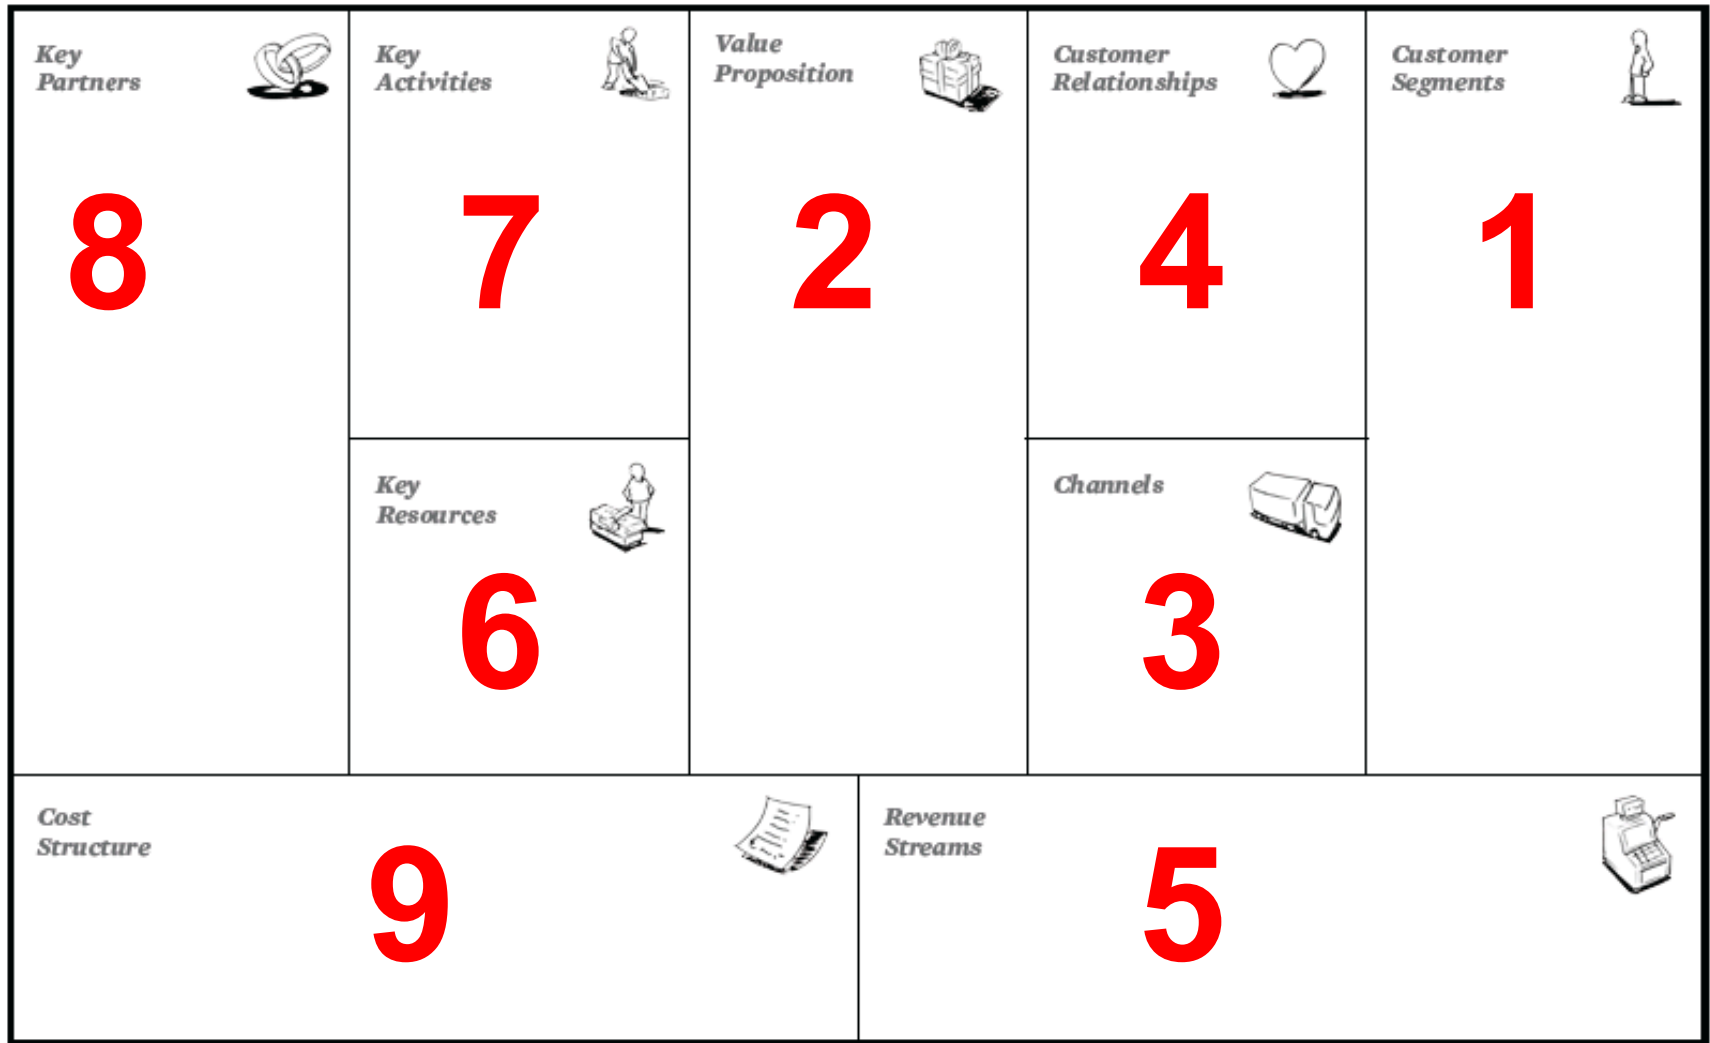 Key
Partners
8
Key
Activities
7
Value
Proposition
2
Customer
Relationships
4
Customer
Segments
1
Key
Resources
6
Channels
3
Cost
Structure
9
Revenue
Streams
5